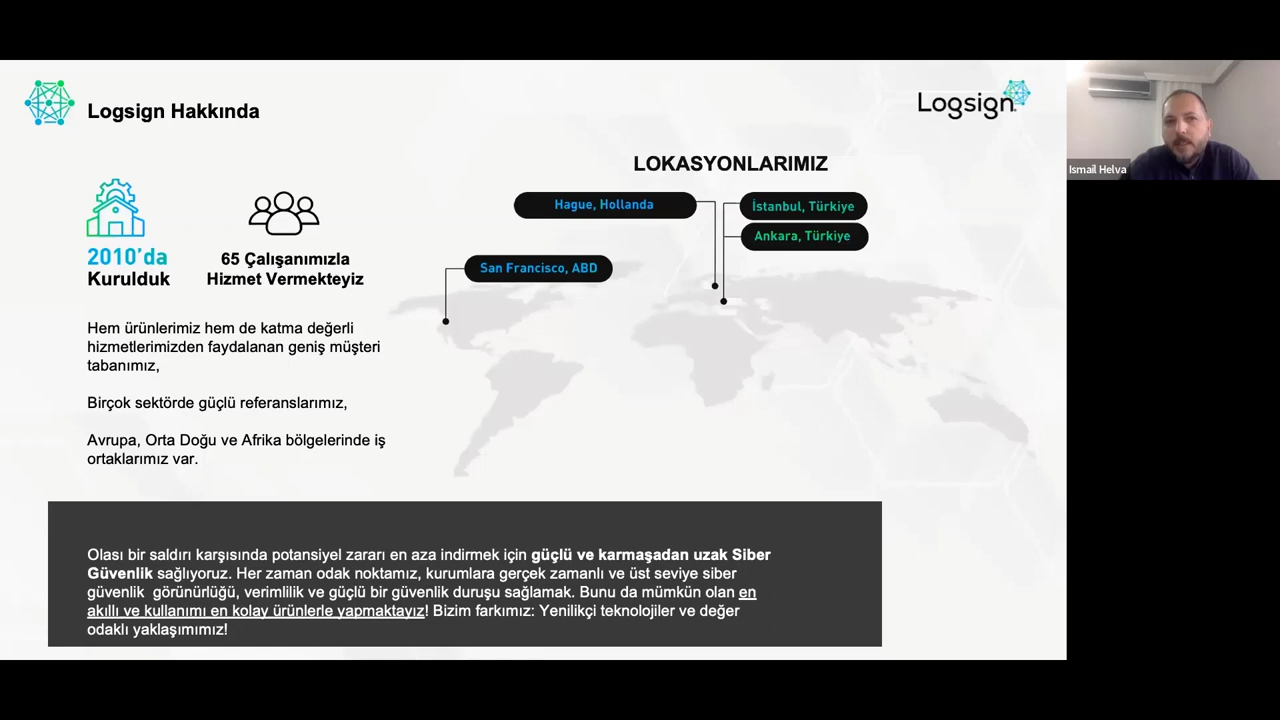 Logsign Hakkında
Logsign
Ismail Helva
LOKASYONLARIMIZ
Hague, Hollanda
İstanbul, Türkiye
Ankara, Türkiye
San Francisco, ABD
2010’da
Kurulduk
65 Çalışanımızla
Hizmet Vermekteyiz
Hem ürünlerimiz hem de katma değerli
hizmetlerimizden faydalanan geniş müşteri
tabanımız,
Birçok sektörde güçlü referanslarımız,
Avrupa, Orta Doğu ve Afrika bölgelerinde iş
ortaklarımız var.
Olası bir saldırı karşısında potansiyel zararı en aza indirmek için güçlü ve karmaşadan uzak Siber
Güvenlik sağlıyoruz. Her zaman odak noktamız, kurumlara gerçek zamanlı ve üst seviye siber
güvenlik görünürlüğü, verimlilik ve güçlü bir güvenlik duruşu sağlamak. Bunu da mümkün olan en
akıllı ve kullanımı en kolay ürünlerle yapmaktayız! Bizim farkımız: Yenilikçi teknolojiler ve değer
odaklı yaklaşımımız!